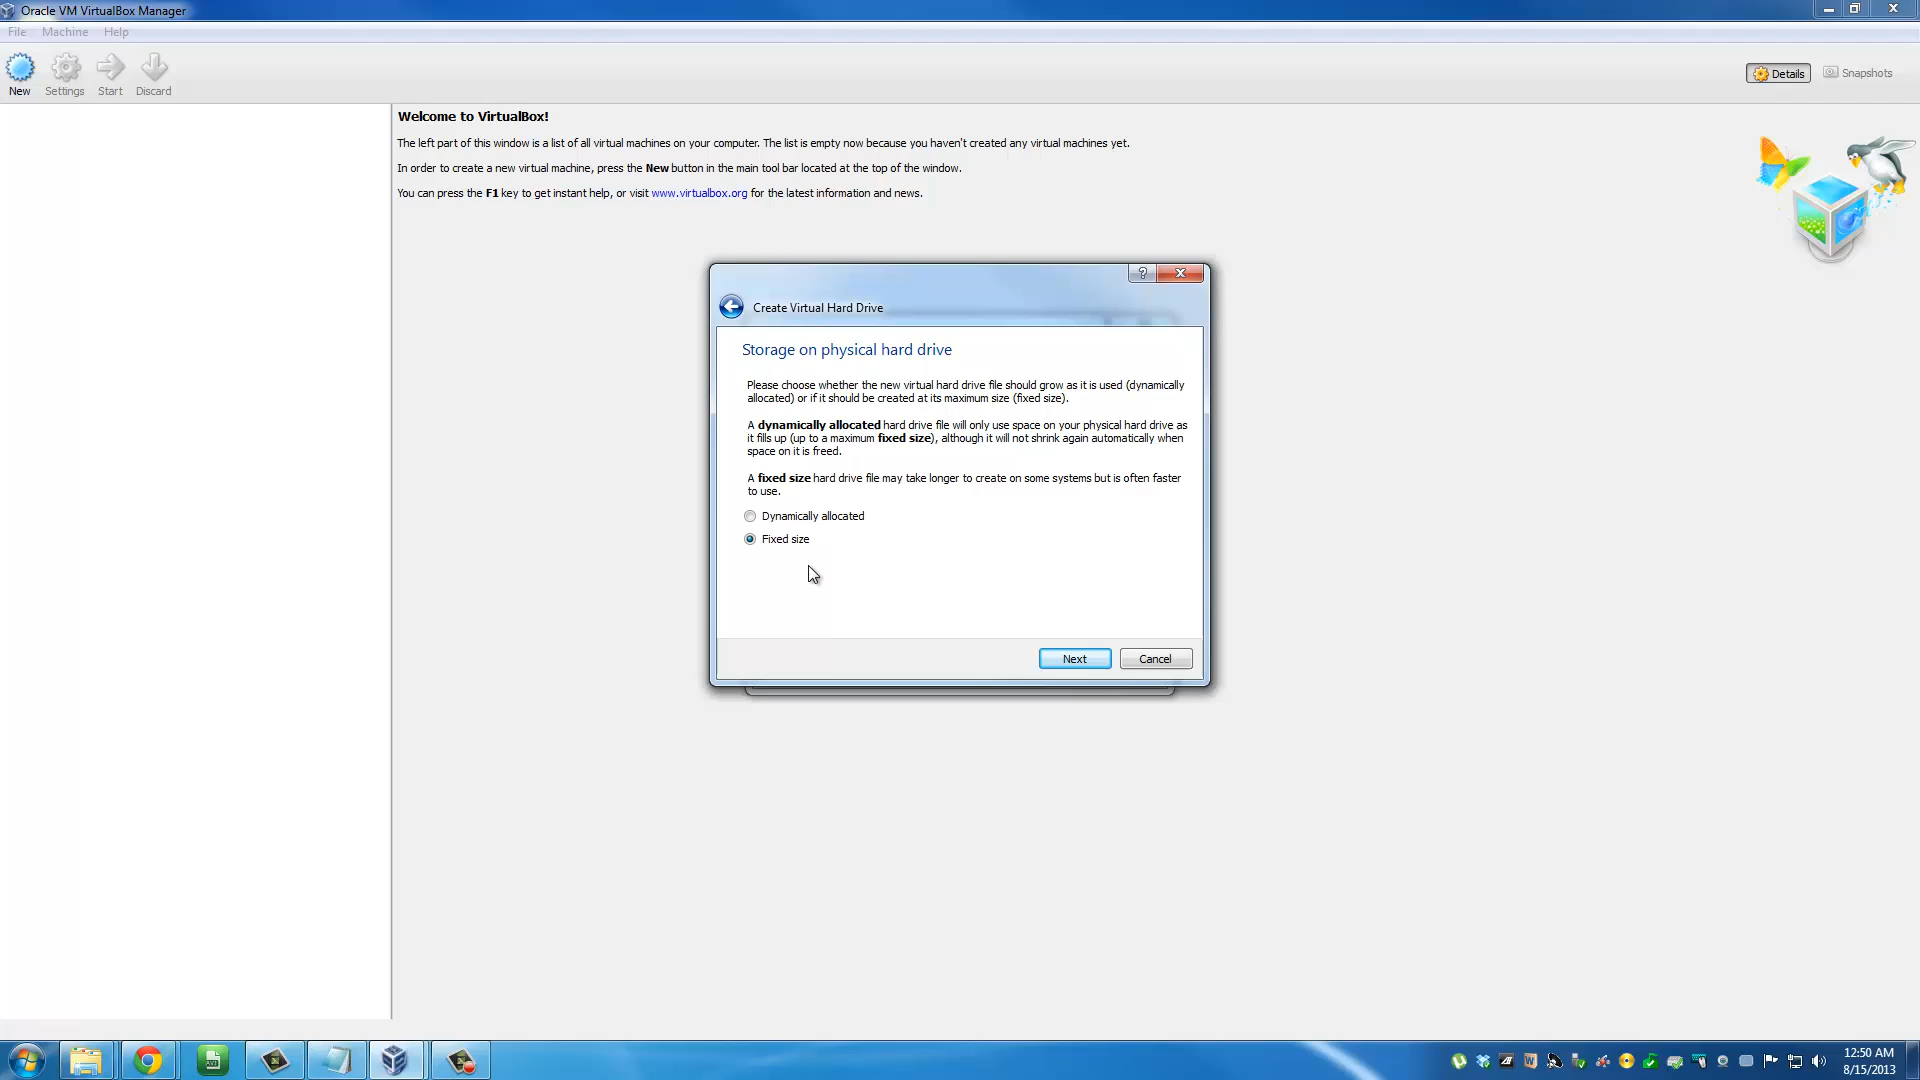 Oracle VM VirtualBox Manager
File Machine Help
New Settings Start Discard
Details Snapshots
Welcome to VirtualBox!
The left part of this window is a list of all virtual machines on your computer. The list is empty now because you haven't created any virtual machines yet.
In order to create a new virtual machine, press the New button in the main tool bar located at the top of the window.
You can press the F1 key to get instant help, or visit www.virtualbox.org for the latest information and news.
Create Virtual Hard Drive
Storage on physical hard drive
Please choose whether the new virtual hard drive file should grow as it is used (dynamically
allocated) or if it should be created at its maximum size (fixed size).
A dynamically allocated hard drive file will only use space on your physical hard drive as
it fills up (up to a maximum fixed size), although it will not shrink again automatically when
space on it is freed.
A fixed size hard drive file may take longer to create on some systems but is often faster
to use.
Dynamically allocated
Fixed size
Next Cancel
12:50 AM
8/15/2013